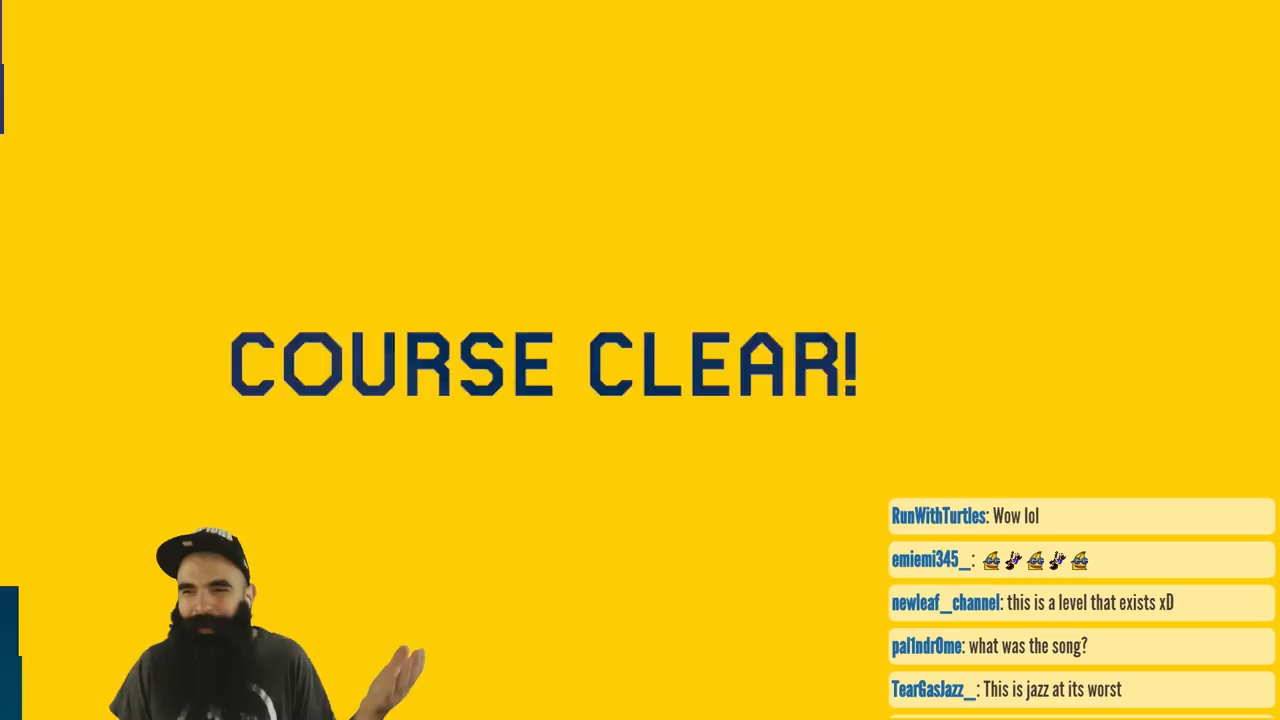 COURSE CLEAR!
RunWithTurtles: Wow lol
emiemi345_:
newleaf_channel: this is a level that exists xD
pal1ndr0me: what was the song?
TearGasJazz_: This is jazz at its worst